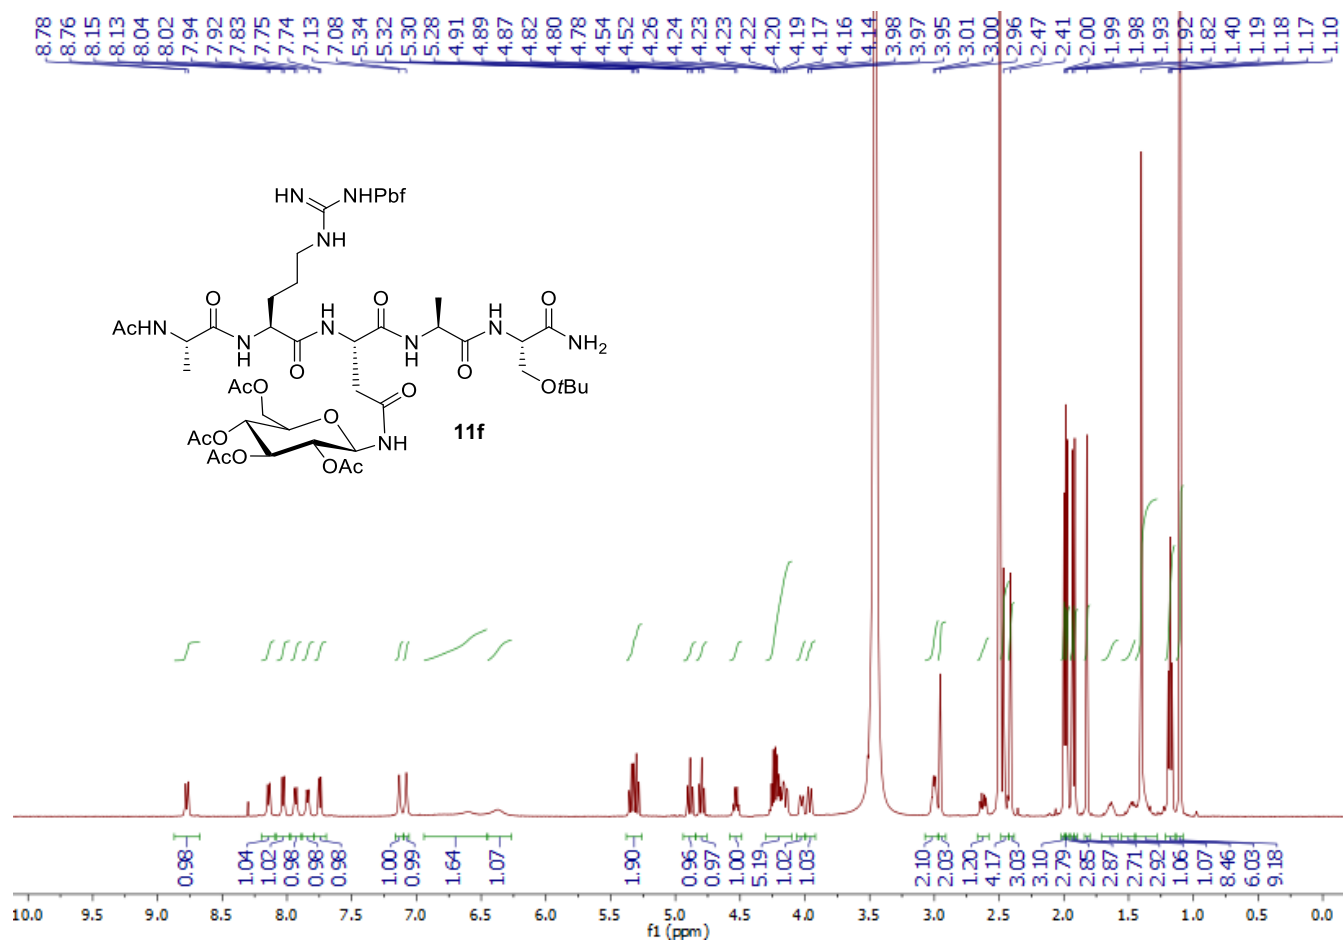 8.78 8.76 8.15 8.13 8.04 8.02 7.94 7.92 7.83 7.75 7.74 7.13 7.08 5.34 5.32 5.30 5.28 4.91 4.89 4.87 4.82 4.80 4.78 4.54 4.52 4.26 4.24 4.23 4.23 4.22 4.20 4.19 4.17 4.16 4.14 3.98 3.97 3.95 3.01 3.00 2.96 2.47 2.41 2.00 1.99 1.98 1.93 1.92 1.82 1.40 1.19 1.18 1.17 1.10
HN NHPbf
NH
O H O H O
AcHN N N NH2
N N
H O H O
OtBu
AcO O
O NH
AcO
AcO OAc
11f
0.98 1.04 1.02 0.98 0.98 0.98 1.00 0.99 1.64 1.07 1.90 0.96 0.97 1.00 5.19 1.02 1.03 2.10 2.03 1.20 4.17 3.03 3.10 2.79 2.85 2.87 2.71 2.92 1.06 1.07 8.46 6.03 9.18
10.0 9.5 9.0 8.5 8.0 7.5 7.0 6.5 6.0 5.5 5.0 4.5 4.0 3.5 3.0 2.5 2.0 1.5 1.0 0.5 0.0
f1 (ppm)